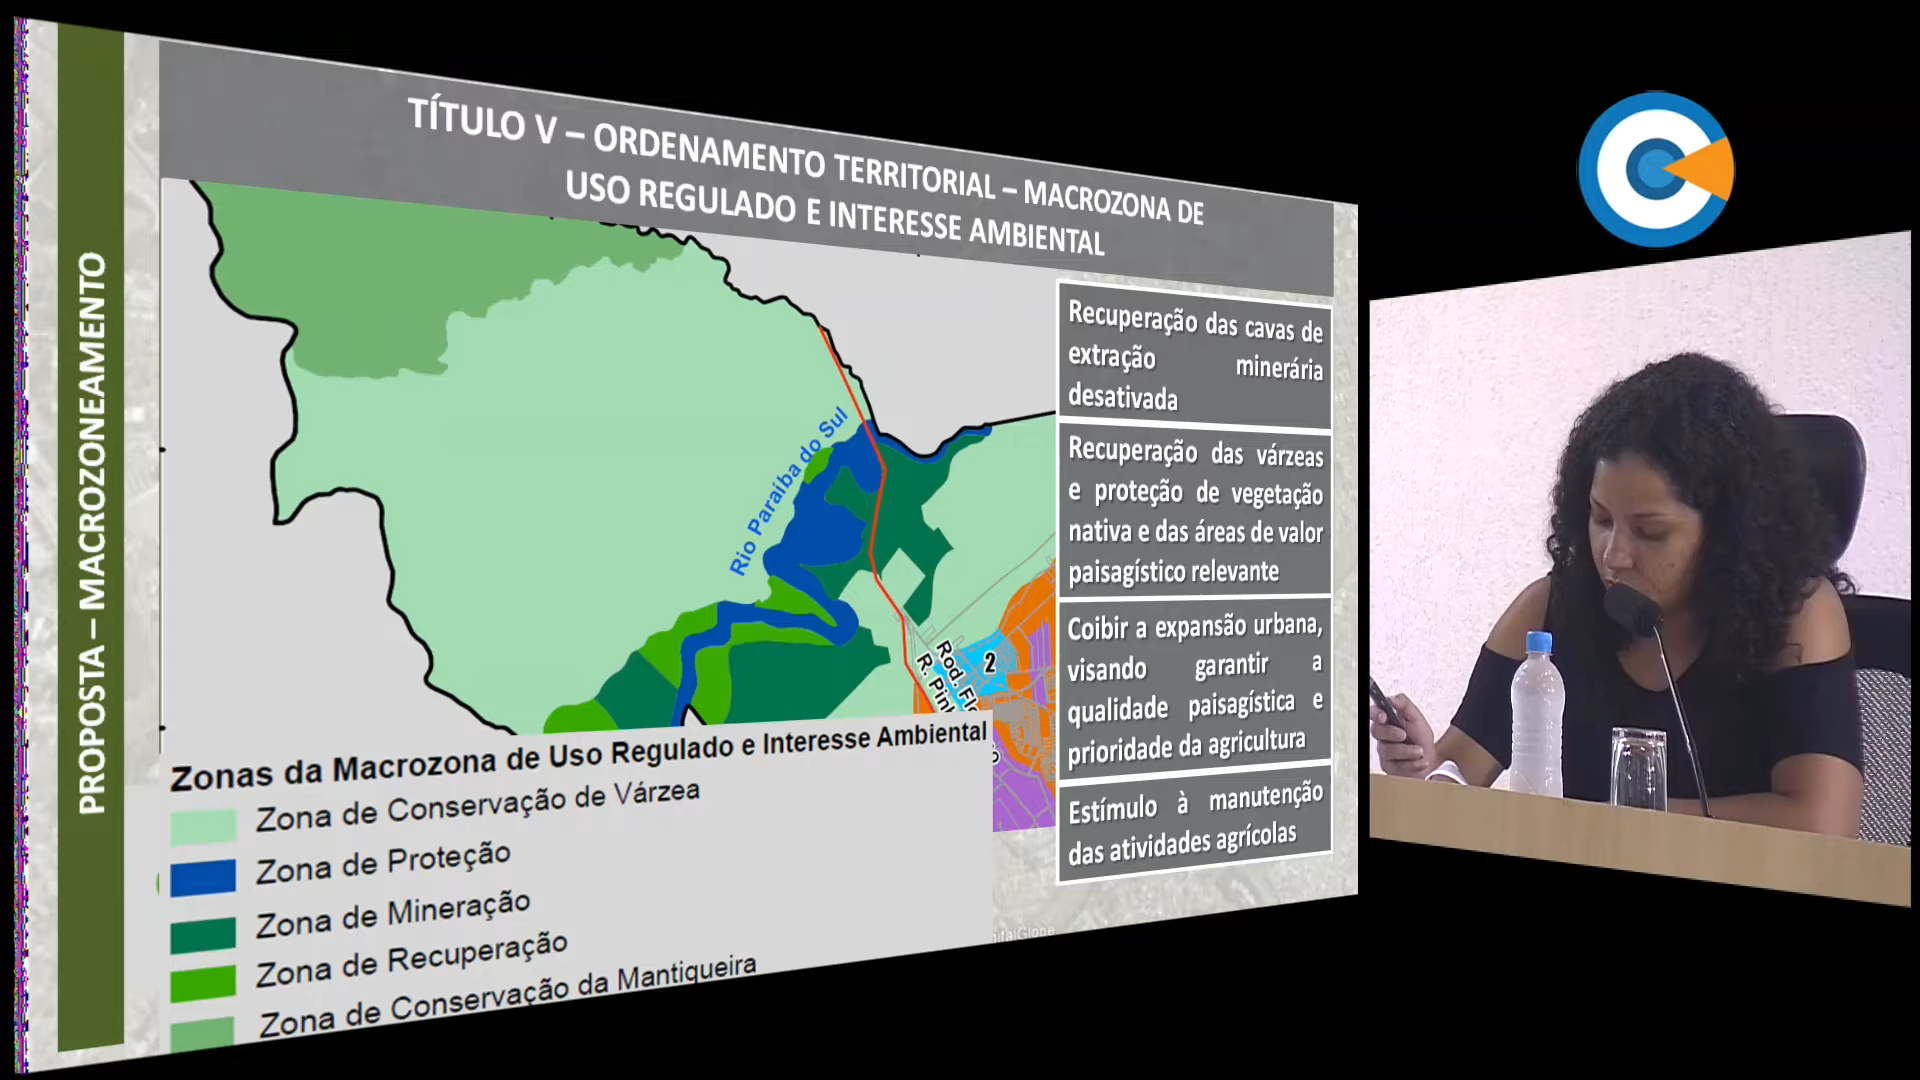 PROPOSTA – MACROZONEAMENTO
TÍTULO V – ORDENAMENTO TERRITORIAL – MACROZONA DE
USO REGULADO E INTERESSE AMBIENTAL
Rio Paraíba do Sul
2
Rod. Flo
R. Pinh
Recuperação das cavas de
extração minerária
desativada
Recuperação das várzeas
e proteção de vegetação
nativa e das áreas de valor
paisagístico relevante
Coibir a expansão urbana,
visando garantir a
qualidade paisagística e
prioridade da agricultura
Estímulo à manutenção
das atividades agrícolas
Zonas da Macrozona de Uso Regulado e Interesse Ambiental
Zona de Conservação de Várzea
Zona de Proteção
Zona de Mineração
Zona de Recuperação
Zona de Conservação da Mantiqueira